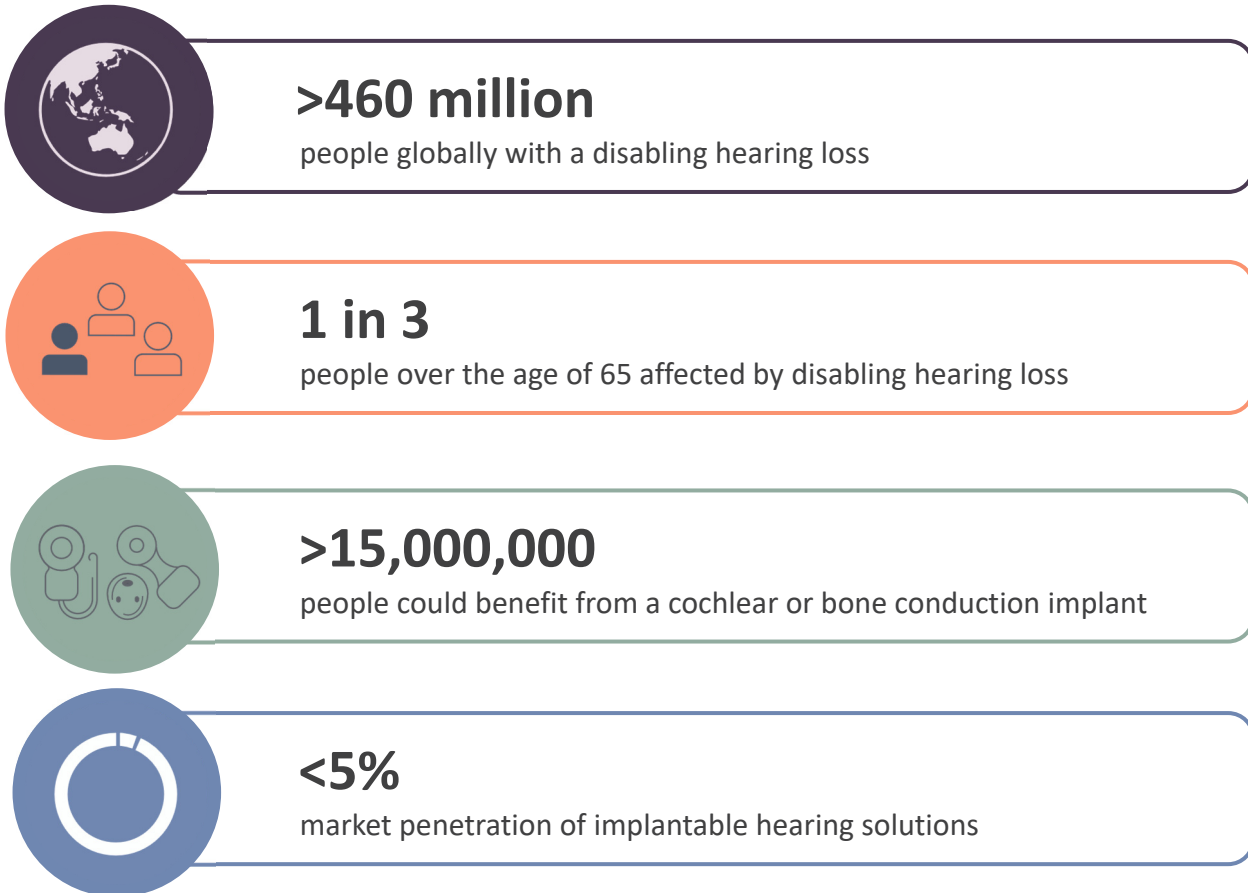 >460 million
people globally with a disabling hearing loss
1 in 3
people over the age of 65 affected by disabling hearing loss
>15,000,000
people could benefit from a cochlear or bone conduction implant
<5%
market penetration of implantable hearing solutions